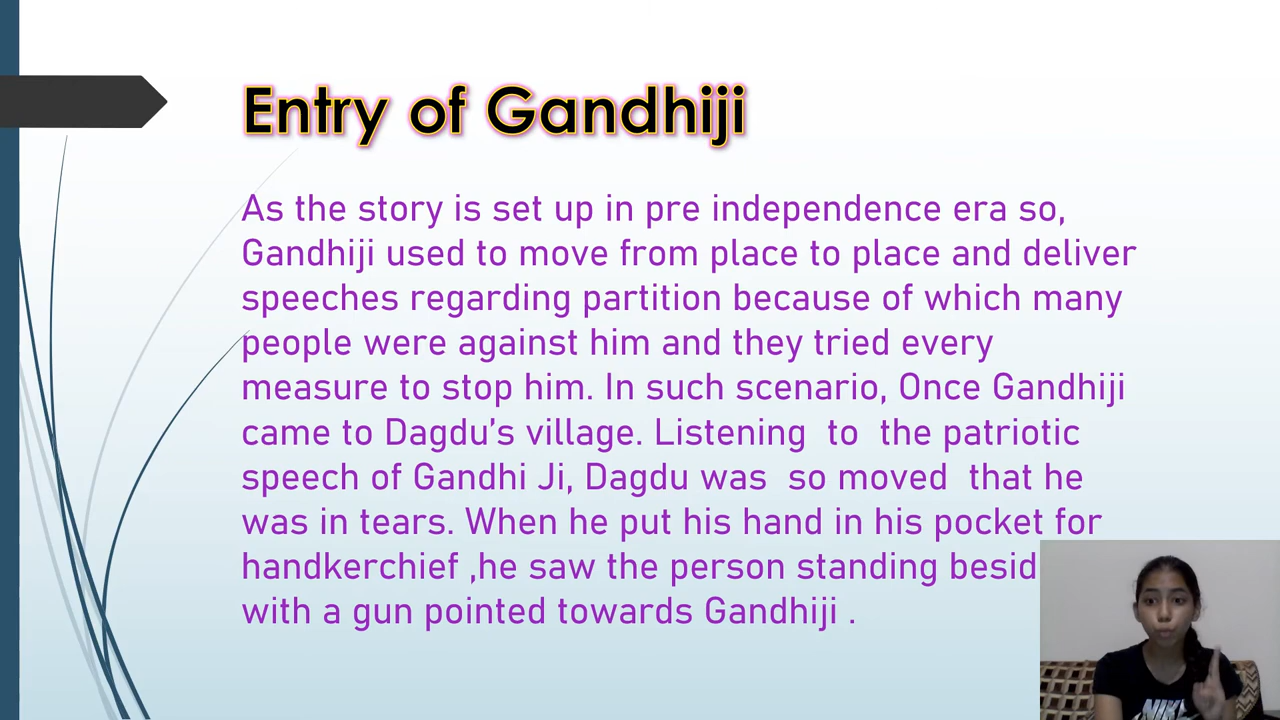 Entry of Gandhiji
As the story is set up in pre independence era so,
Gandhiji used to move from place to place and deliver
speeches regarding partition because of which many
people were against him and they tried every
measure to stop him. In such scenario, Once Gandhiji
came to Dagdu’s village. Listening  to  the patriotic
speech of Gandhi Ji, Dagdu was  so moved  that he
was in tears. When he put his hand in his pocket for
handkerchief ,he saw the person standing besid
with a gun pointed towards Gandhiji .
NIKE